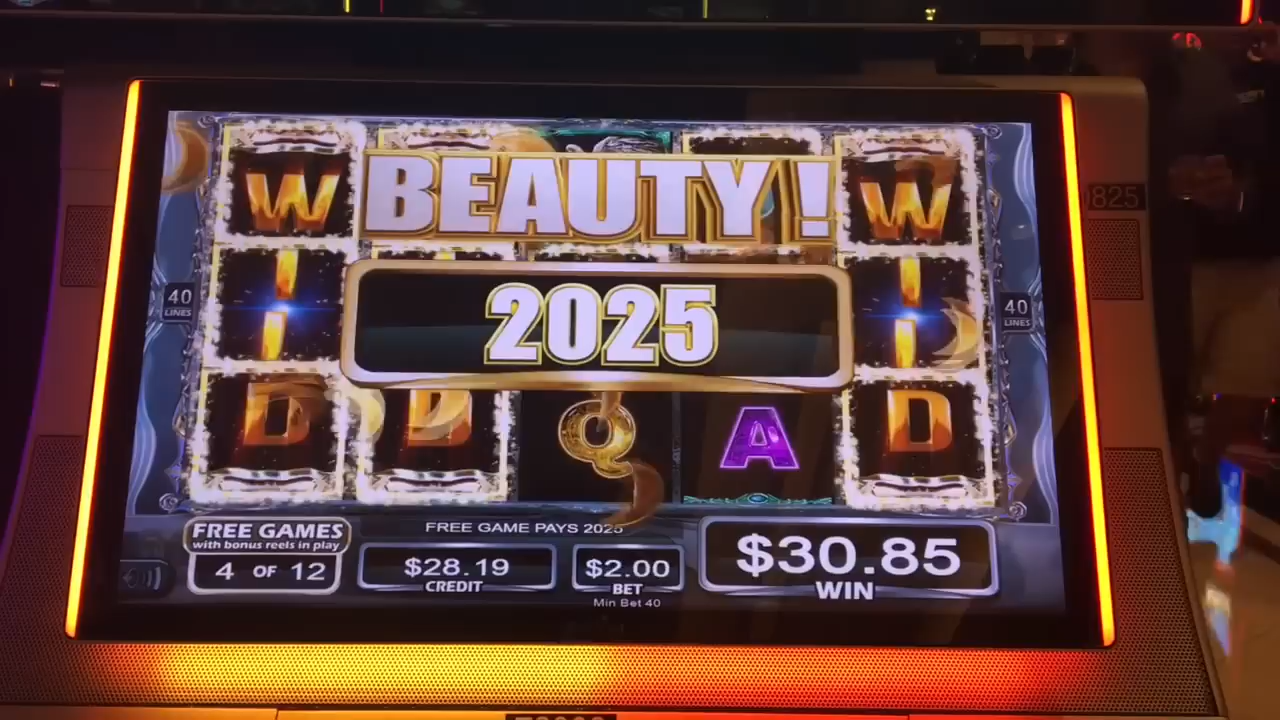 0825
W
BEAUTY!
W
I
2025
I
40
LINES
40
LINES
D
D
Q
A
D
FREE GAMES
with bonus reels in play
4 OF 12
FREE GAME PAYS 2025
$28.19
CREDIT
$2.00
BET
Min Bet 40
$30.85
WIN